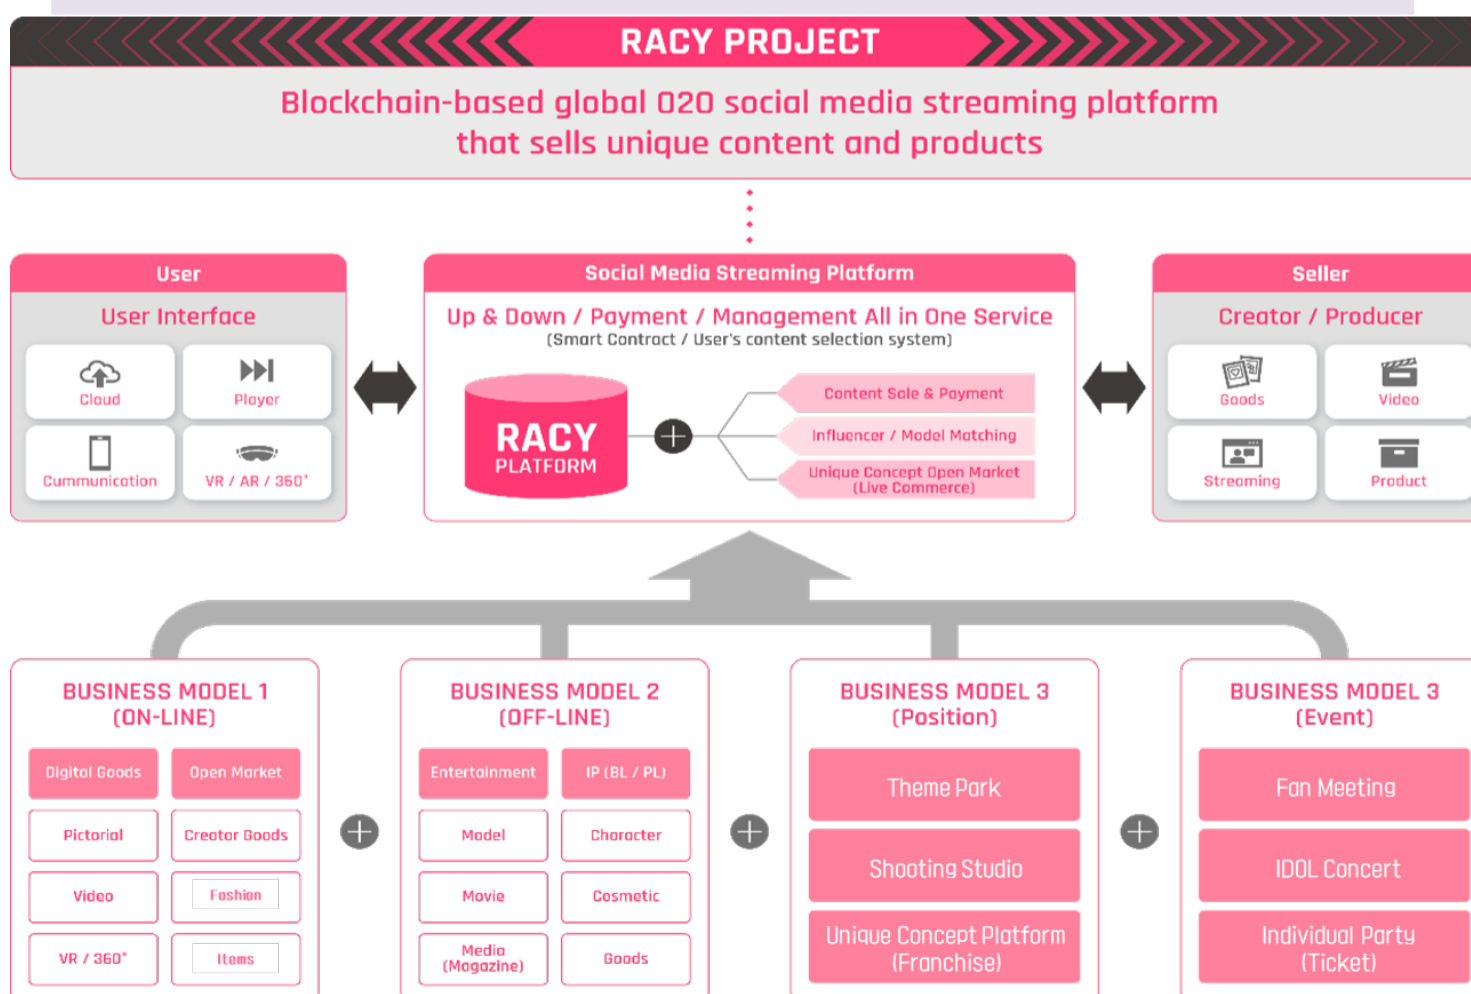 RACY PROJECT
Blockchain-based global O2O social media streaming platform
that sells unique content and products
User
User Interface
Cloud
Player
Cummunication
VR / AR / 360°
Social Media Streaming Platform
Up & Down / Payment / Management All in One Service
(Smart Contract / User's content selection system)
RACY
PLATFORM
Content Sale & Payment
Influencer / Model Matching
Unique Concept Open Market
(Live Commerce)
Seller
Creator / Producer
Goods
Video
Streaming
Product
BUSINESS MODEL 1
(ON-LINE)
Digital Goods
Open Market
Pictorial
Creator Goods
Video
Fashion
VR / 360°
Items
BUSINESS MODEL 2
(OFF-LINE)
Entertainment
IP (BL / PL)
Model
Character
Movie
Cosmetic
Media
(Magazine)
Goods
BUSINESS MODEL 3
(Position)
Theme Park
Shooting Studio
Unique Concept Platform
(Franchise)
BUSINESS MODEL 3
(Event)
Fan Meeting
IDOL Concert
Individual Party
(Ticket)